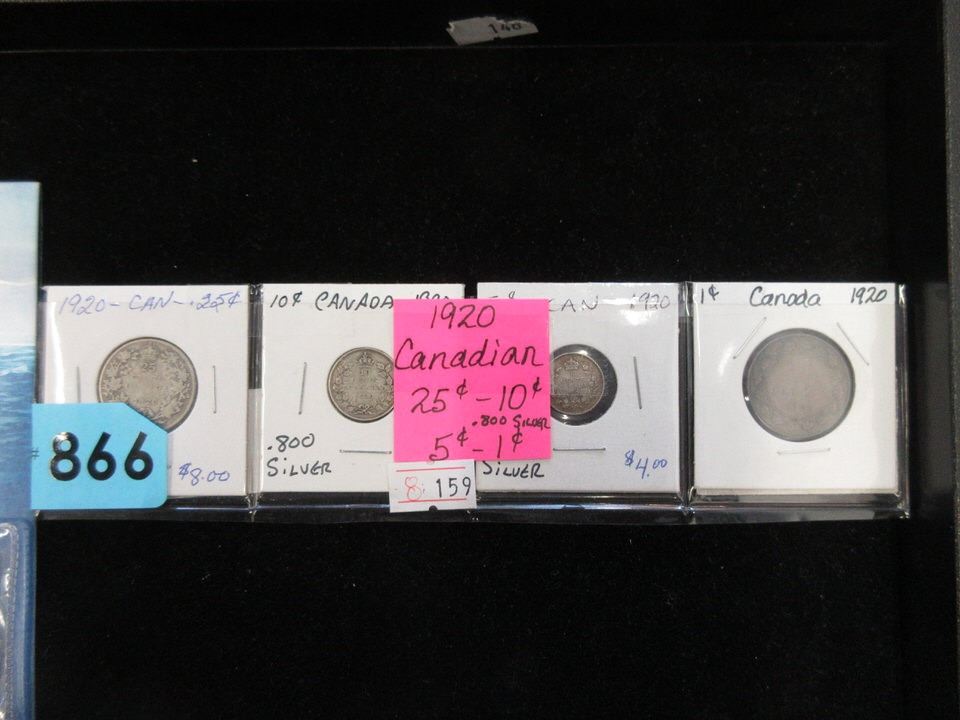 140
1920 - CAN - .25¢
$8.00
10¢ CANADA
.800
SILVER
1920
Canadian
25¢ - 10¢
.800 SILVER
5¢ - 1¢
8. 159
CAN 1920
SILVER
$4.00
1¢ Canada 1920
#866